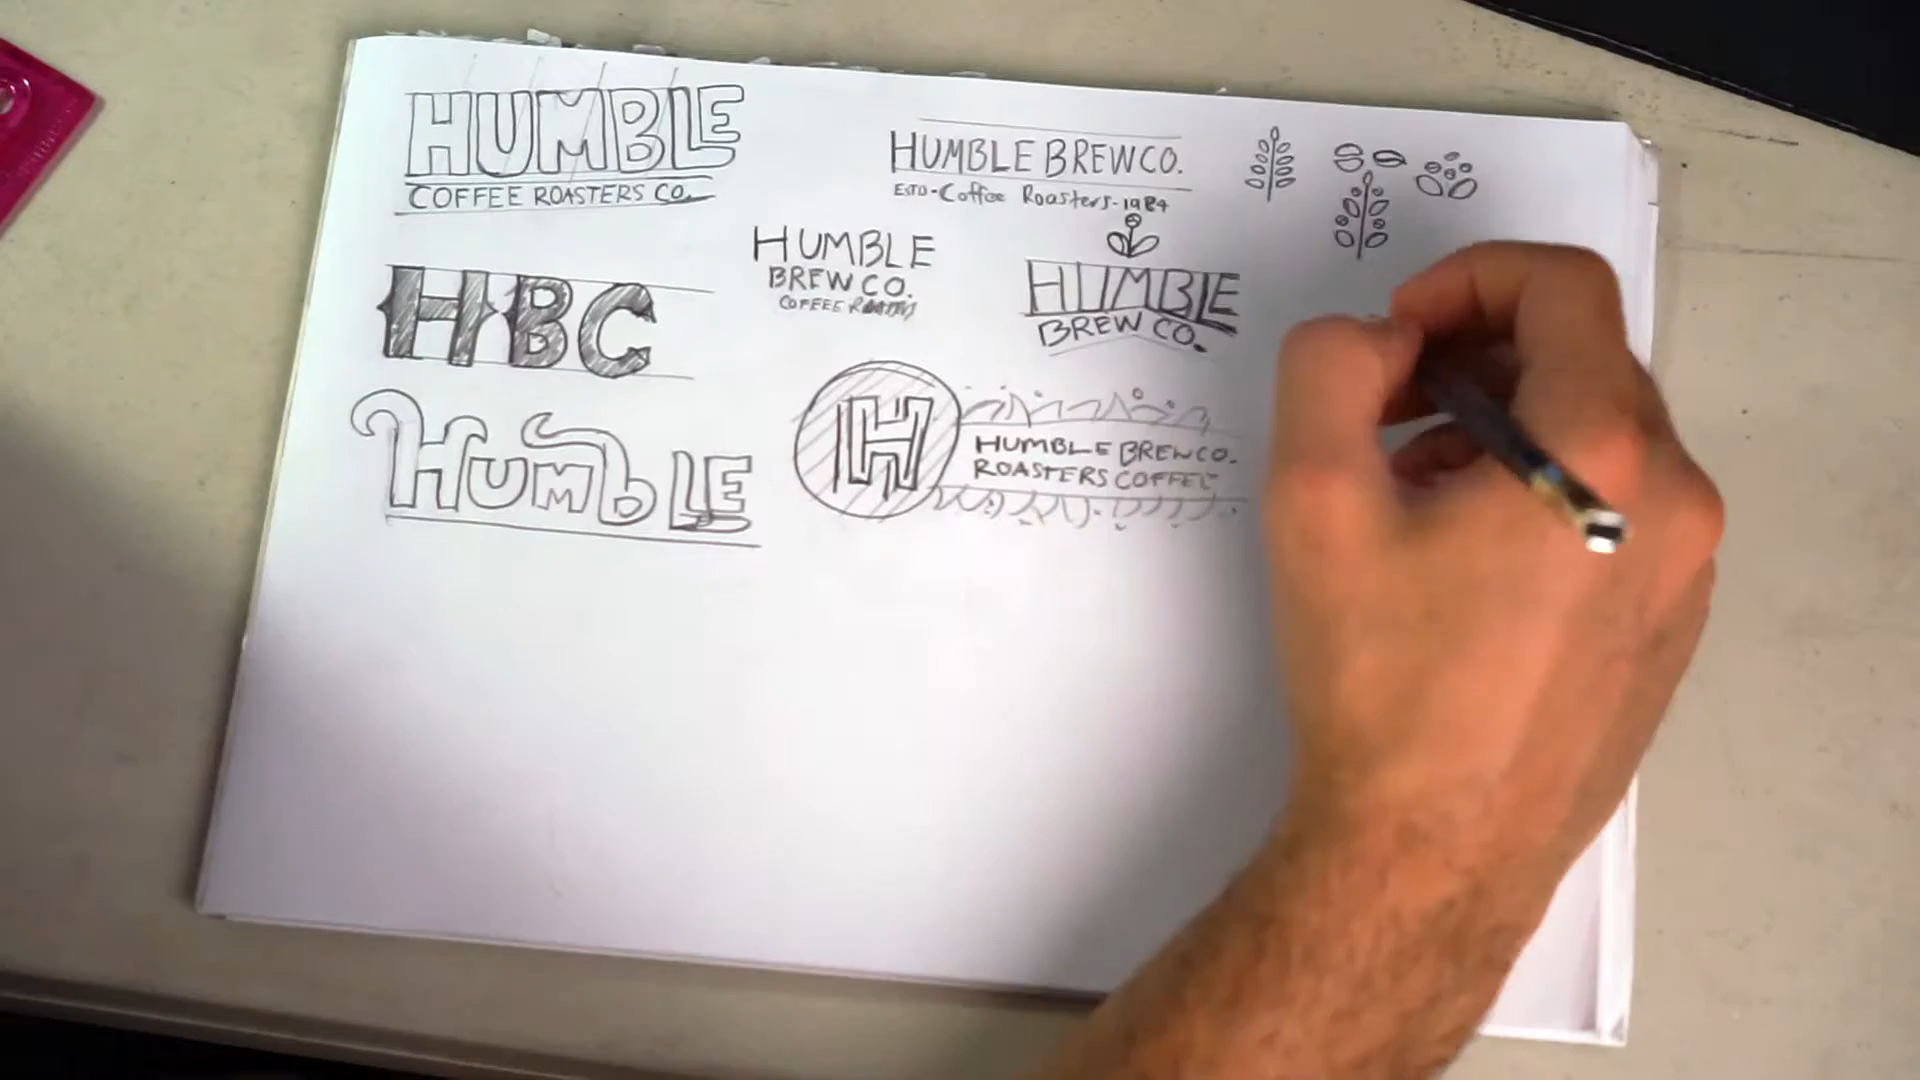 HUMBLE
COFFEE ROASTERS CO.
HUMBLE BREW CO.
ESTD-Coffee Roasters-1984
HUMBLE
BREW CO.
COFFEE
HUMBLE
BREW CO.
HBC
HUMBLE
H
HUMBLE BREW CO.
ROASTERS COFFEE